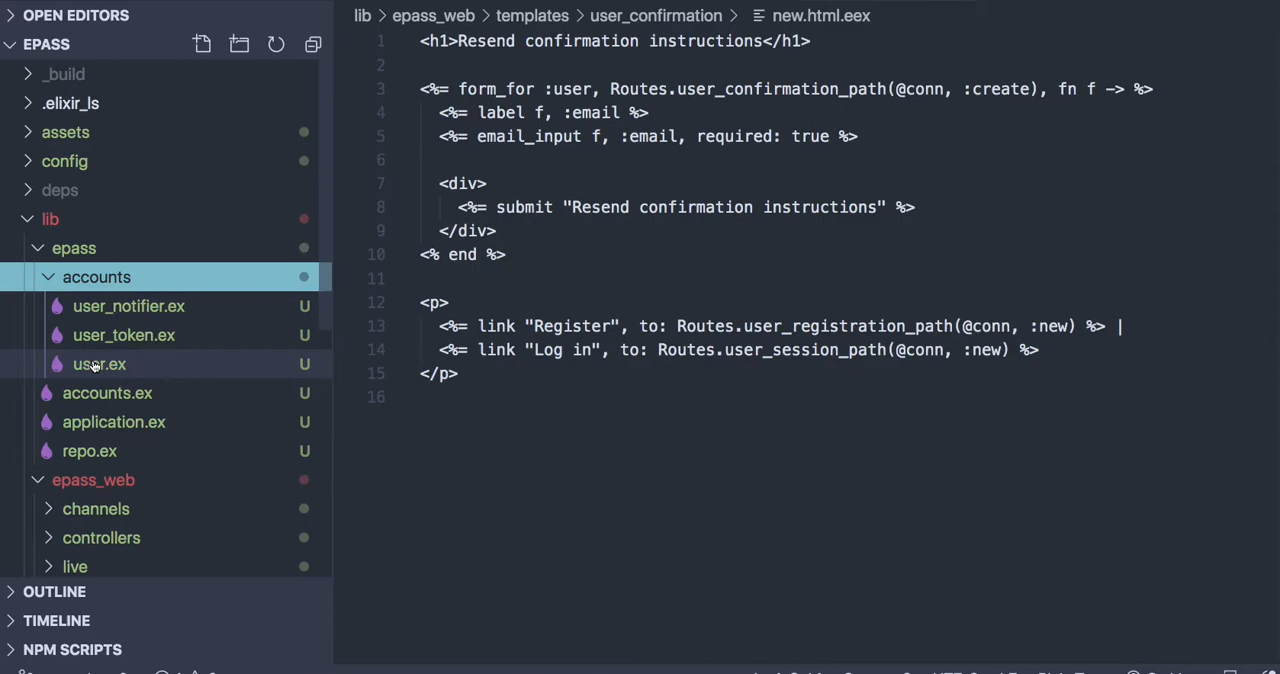 OPEN EDITORS
EPASS
_build
.elixir_ls
assets
config
deps
lib
epass
accounts
user_notifier.ex U
user_token.ex U
user.ex U
accounts.ex U
application.ex U
repo.ex U
epass_web
channels
controllers
live
OUTLINE
TIMELINE
NPM SCRIPTS
lib > epass_web > templates > user_confirmation > new.html.eex
1 <h1>Resend confirmation instructions</h1>
2
3 <%= form_for :user, Routes.user_confirmation_path(@conn, :create), fn f -> %>
4 <%= label f, :email %>
5 <%= email_input f, :email, required: true %>
6
7 <div>
8 <%= submit "Resend confirmation instructions" %>
9 </div>
10 <% end %>
11
12 <p>
13 <%= link "Register", to: Routes.user_registration_path(@conn, :new) %> |
14 <%= link "Log in", to: Routes.user_session_path(@conn, :new) %>
15 </p>
16